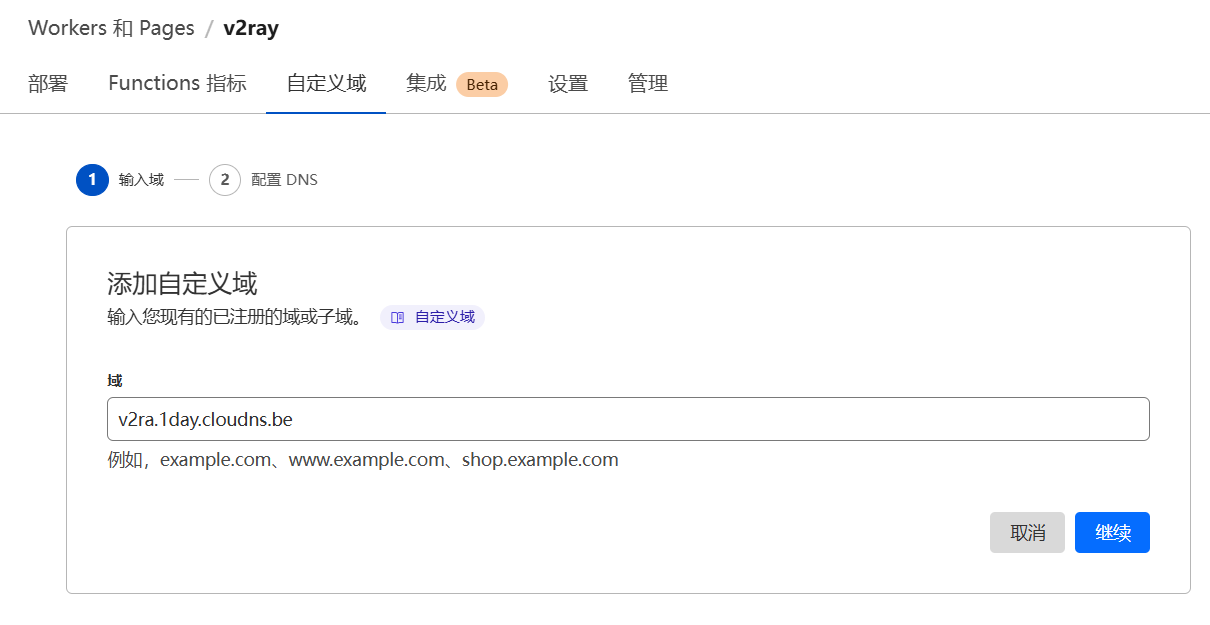 Workers 和 Pages / v2ray
部署 Functions 指标 自定义域 集成 Beta 设置 管理
1 输入域 2 配置 DNS
添加自定义域
输入您现有的已注册的域或子域。 自定义域
域
v2ra.1day.cloudns.be
例如，example.com、www.example.com、shop.example.com
取消 继续